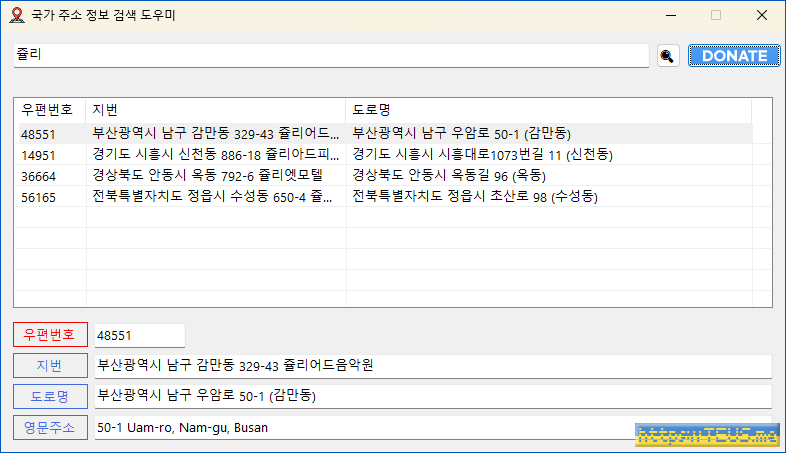 국가 주소 정보 검색 도우미
쥴리
DONATE
우편번호 지번 도로명
48551 부산광역시 남구 감만동 329-43 쥴리어드... 부산광역시 남구 우암로 50-1 (감만동)
14951 경기도 시흥시 신천동 886-18 쥴리아드피... 경기도 시흥시 시흥대로1073번길 11 (신천동)
36664 경상북도 안동시 옥동 792-6 쥴리엣모텔 경상북도 안동시 옥동길 96 (옥동)
56165 전북특별자치도 정읍시 수성동 650-4 쥴... 전북특별자치도 정읍시 초산로 98 (수성동)
우편번호 48551
지번 부산광역시 남구 감만동 329-43 쥴리어드음악원
도로명 부산광역시 남구 우암로 50-1 (감만동)
영문주소 50-1 Uam-ro, Nam-gu, Busan